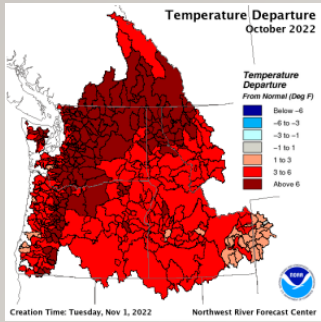 Temperature Departure
October 2022
Temperature
Departure
From Normal (Deg F)
Below -6
-6 to -3
-3 to -1
-1 to 1
1 to 3
3 to 6
Above 6
NOAA
Creation Time: Tuesday, Nov 1, 2022
Northwest River Forecast Center